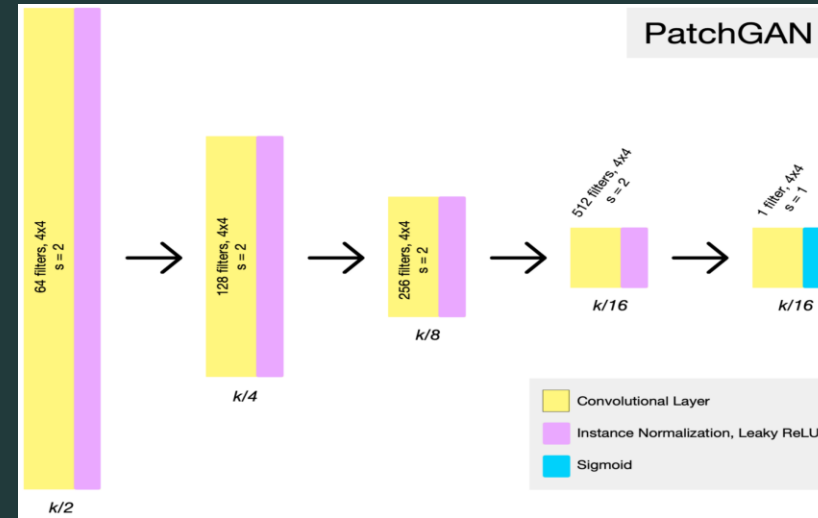 PatchGAN
64 filters, 4x4
s = 2
k/2
128 filters, 4x4
s = 2
k/4
256 filters, 4x4
s = 2
k/8
512 filters, 4x4
s = 2
k/16
1 filter, 4x4
s = 1
k/16
Convolutional Layer
Instance Normalization, Leaky ReLU
Sigmoid